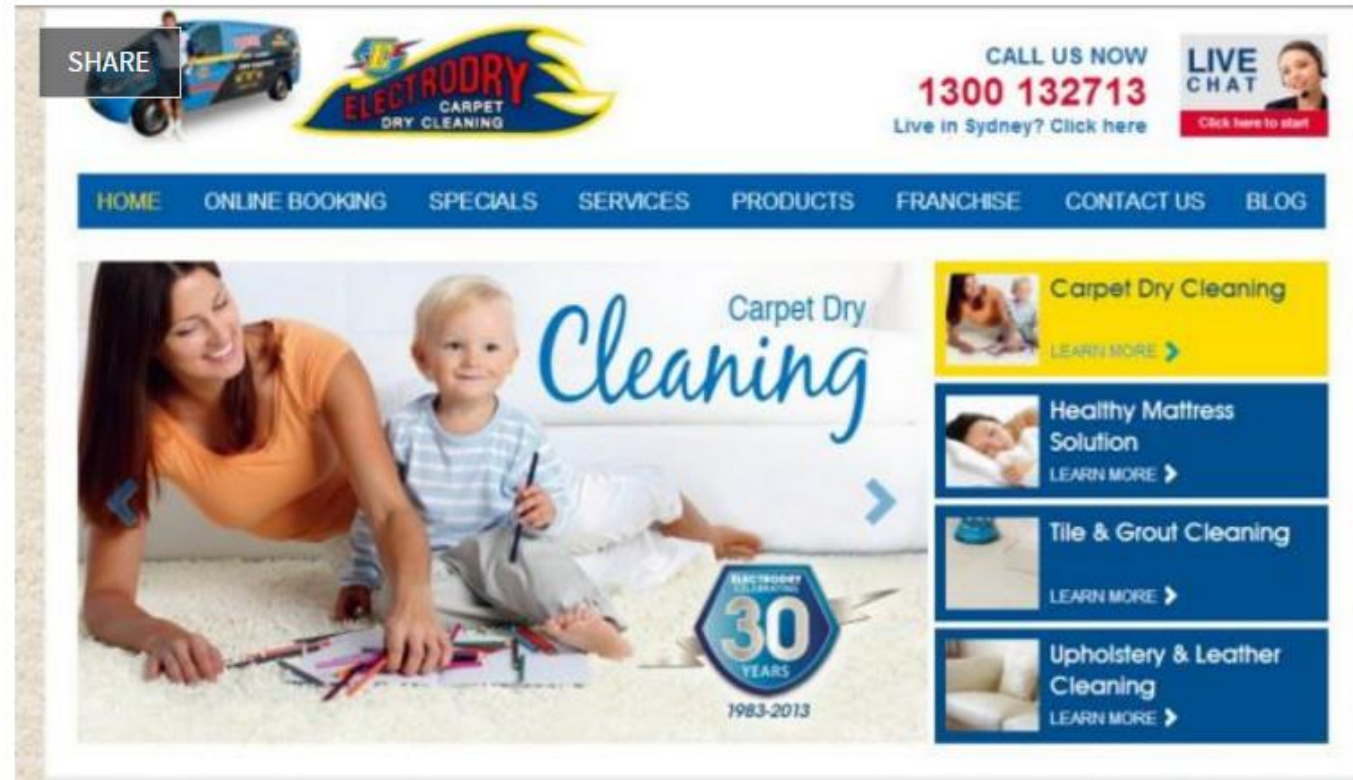 SHARE
ELECTRODRY
CARPET
DRY CLEANING
CALL US NOW
1300 132713
Live in Sydney? Click here
LIVE
CHAT
Click here to start
HOME ONLINE BOOKING SPECIALS SERVICES PRODUCTS FRANCHISE CONTACT US BLOG
Carpet Dry
Cleaning
ELECTRODRY
CELEBRATING
30
YEARS
1983-2013
Carpet Dry Cleaning
LEARN MORE
Healthy Mattress
Solution
LEARN MORE
Tile & Grout Cleaning
LEARN MORE
Upholstery & Leather
Cleaning
LEARN MORE